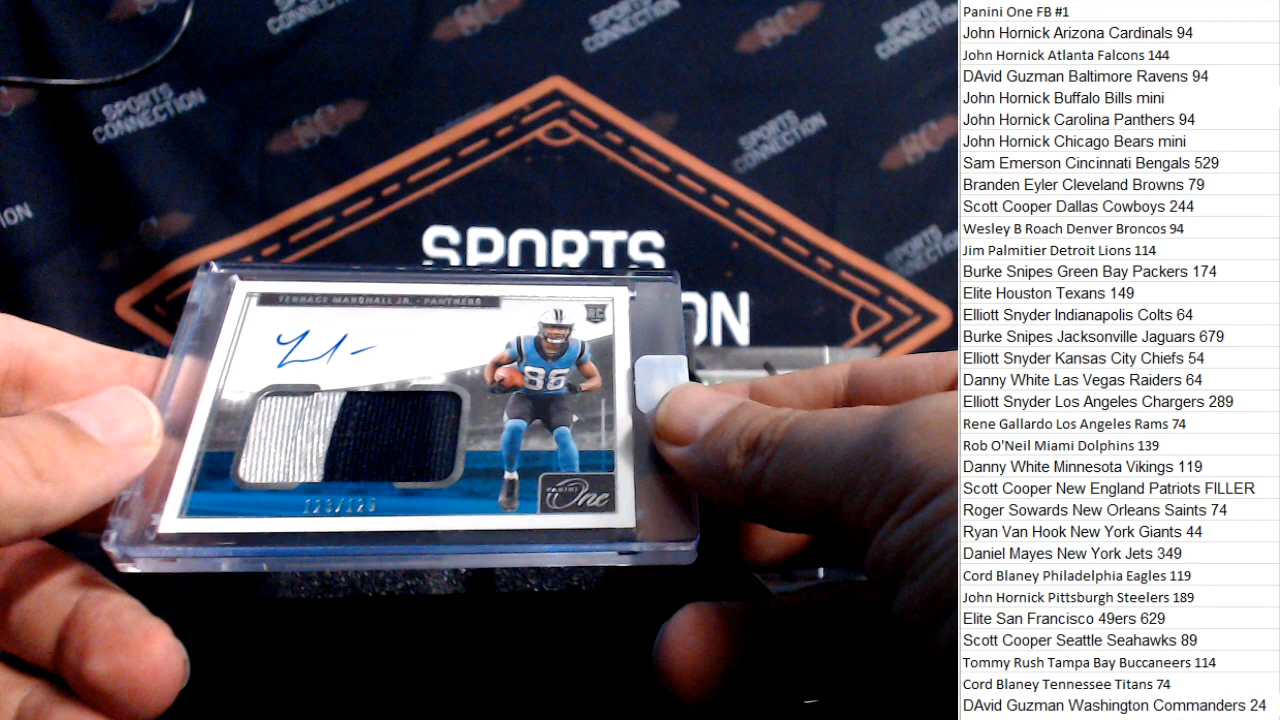 SPORTS
CONNECTION
SPORTS
CONNECTION
SPORTS
ON
TERRACE MARSHALL JR. - PANTHERS
RC
88
PANINI
One
Panini One FB #1
John Hornick Arizona Cardinals 94
John Hornick Atlanta Falcons 144
DAvid Guzman Baltimore Ravens 94
John Hornick Buffalo Bills mini
John Hornick Carolina Panthers 94
John Hornick Chicago Bears mini
Sam Emerson Cincinnati Bengals 529
Branden Eyler Cleveland Browns 79
Scott Cooper Dallas Cowboys 244
Wesley B Roach Denver Broncos 94
Jim Palmitier Detroit Lions 114
Burke Snipes Green Bay Packers 174
Elite Houston Texans 149
Elliott Snyder Indianapolis Colts 64
Burke Snipes Jacksonville Jaguars 679
Elliott Snyder Kansas City Chiefs 54
Danny White Las Vegas Raiders 64
Elliott Snyder Los Angeles Chargers 289
Rene Gallardo Los Angeles Rams 74
Rob O'Neil Miami Dolphins 139
Danny White Minnesota Vikings 119
Scott Cooper New England Patriots FILLER
Roger Sowards New Orleans Saints 74
Ryan Van Hook New York Giants 44
Daniel Mayes New York Jets 349
Cord Blaney Philadelphia Eagles 119
John Hornick Pittsburgh Steelers 189
Elite San Francisco 49ers 629
Scott Cooper Seattle Seahawks 89
Tommy Rush Tampa Bay Buccaneers 114
Cord Blaney Tennessee Titans 74
DAvid Guzman Washington Commanders 24